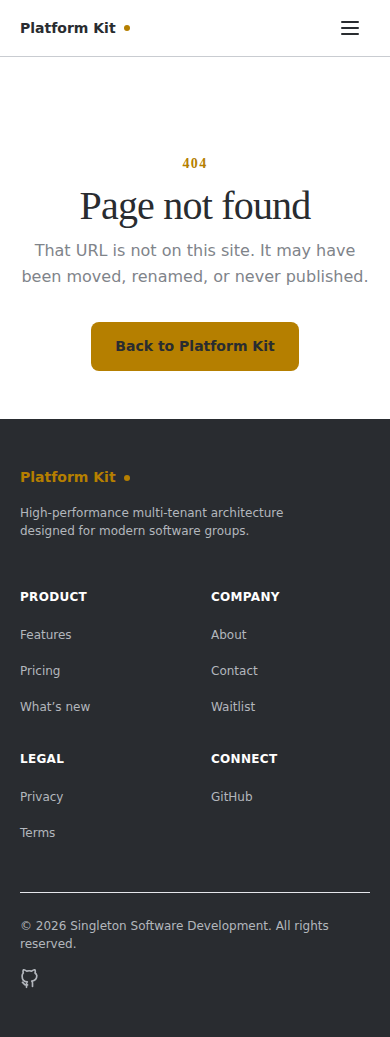 Platform Kit
404
Page not found
That URL is not on this site. It may have
been moved, renamed, or never published.
Back to Platform Kit
Platform Kit
High-performance multi-tenant architecture
designed for modern software groups.
PRODUCT
Features
Pricing
What’s new
COMPANY
About
Contact
Waitlist
LEGAL
Privacy
Terms
CONNECT
GitHub
© 2026 Singleton Software Development. All rights
reserved.